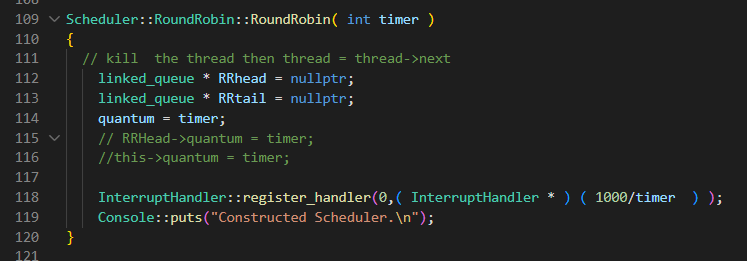 109 Scheduler::RoundRobin::RoundRobin( int timer )
110 {
111 // kill  the thread then thread = thread->next
112 linked_queue * RRhead = nullptr;
113 linked_queue * RRtail = nullptr;
114 quantum = timer;
115 // RRHead->quantum = timer;
116 //this->quantum = timer;
117
118 InterruptHandler::register_handler(0,( InterruptHandler * ) ( 1000/timer  ) );
119 Console::puts("Constructed Scheduler.\n");
120 }
121